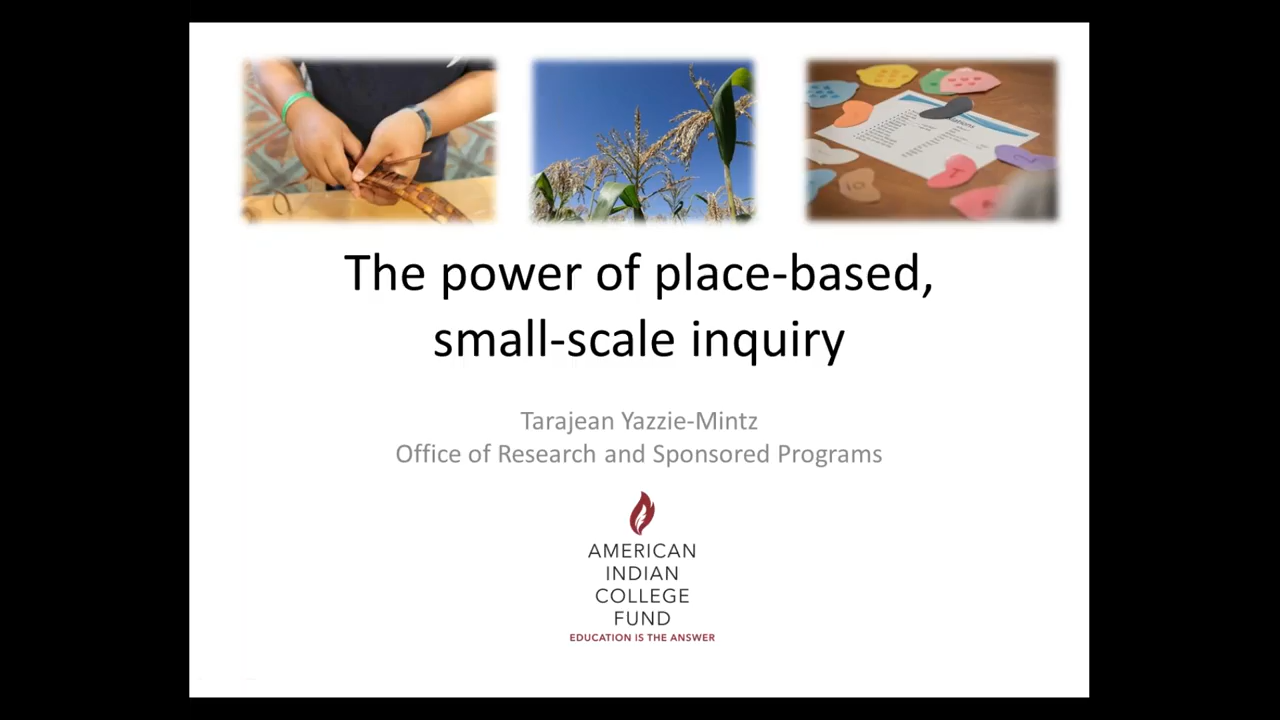 The power of place-based,
small-scale inquiry
Tarajean Yazzie-Mintz
Office of Research and Sponsored Programs
AMERICAN
INDIAN
COLLEGE
FUND
EDUCATION IS THE ANSWER